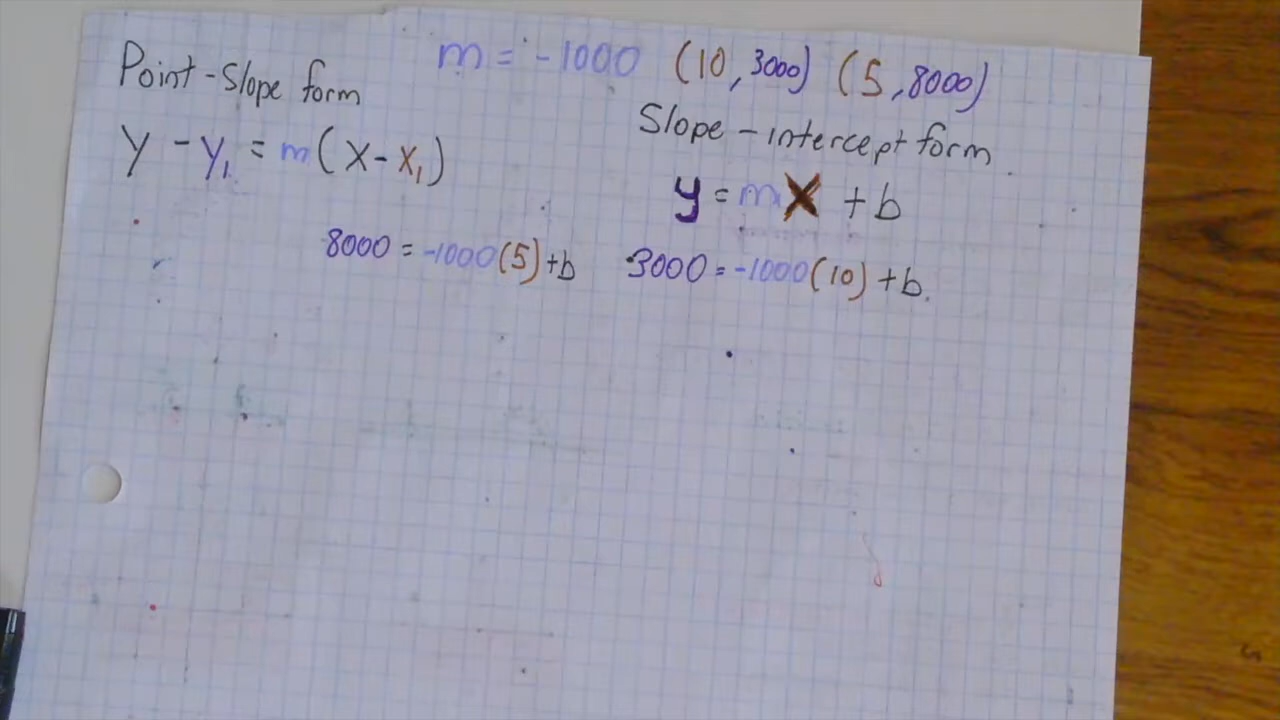 m = -1000 (10, 3000) (5, 8000)
Point-Slope form
y - y₁ = m(x - x₁)
Slope - intercept form
y = mx + b
8000 = -1000(5) + b
3000 = -1000(10) + b.